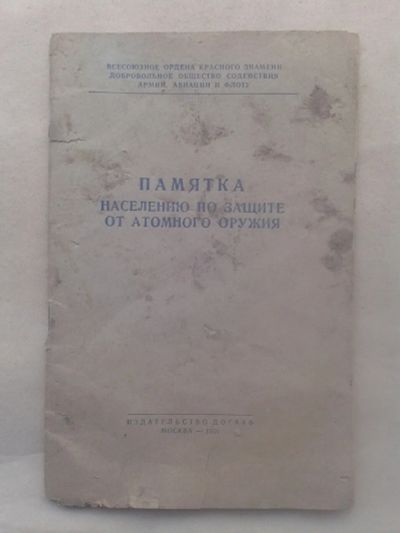 ВСЕСОЮЗНОЕ ОРДЕНА КРАСНОГО ЗНАМЕНИ
ДОБРОВОЛЬНОЕ ОБЩЕСТВО СОДЕЙСТВИЯ
АРМИИ, АВИАЦИИ И ФЛОТУ
ПАМЯТКА
НАСЕЛЕНИЮ ПО ЗАЩИТЕ
ОТ АТОМНОГО ОРУЖИЯ
ИЗДАТЕЛЬСТВО ДОСААФ
МОСКВА —